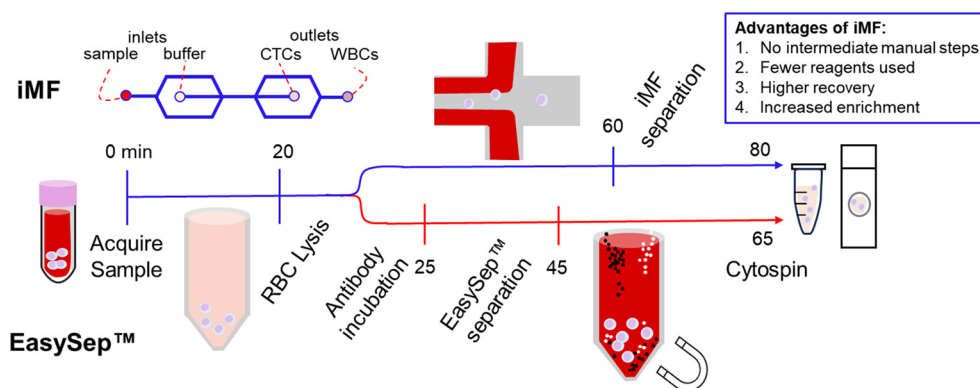 iMF
inlets
sample
buffer
outlets
CTCs
WBCs
Advantages of iMF:
1. No intermediate manual steps
2. Fewer reagents used
3. Higher recovery
4. Increased enrichment
0 min
20
60
iMF
separation
80
Acquire
Sample
RBC Lysis
Antibody
incubation
25
EasySep™
separation
45
65
Cytospin
EasySep™